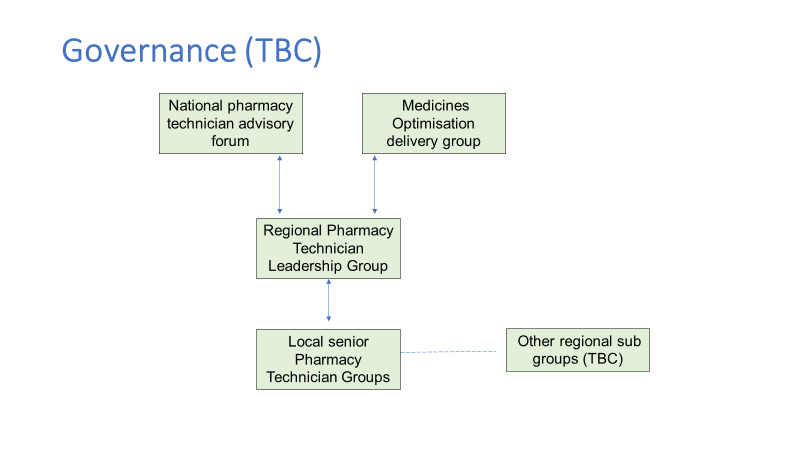 Governance (TBC)
National pharmacy
technician advisory
forum
Medicines
Optimisation
delivery group
Regional Pharmacy
Technician
Leadership Group
Local senior
Pharmacy
Technician Groups
Other regional sub
groups (TBC)